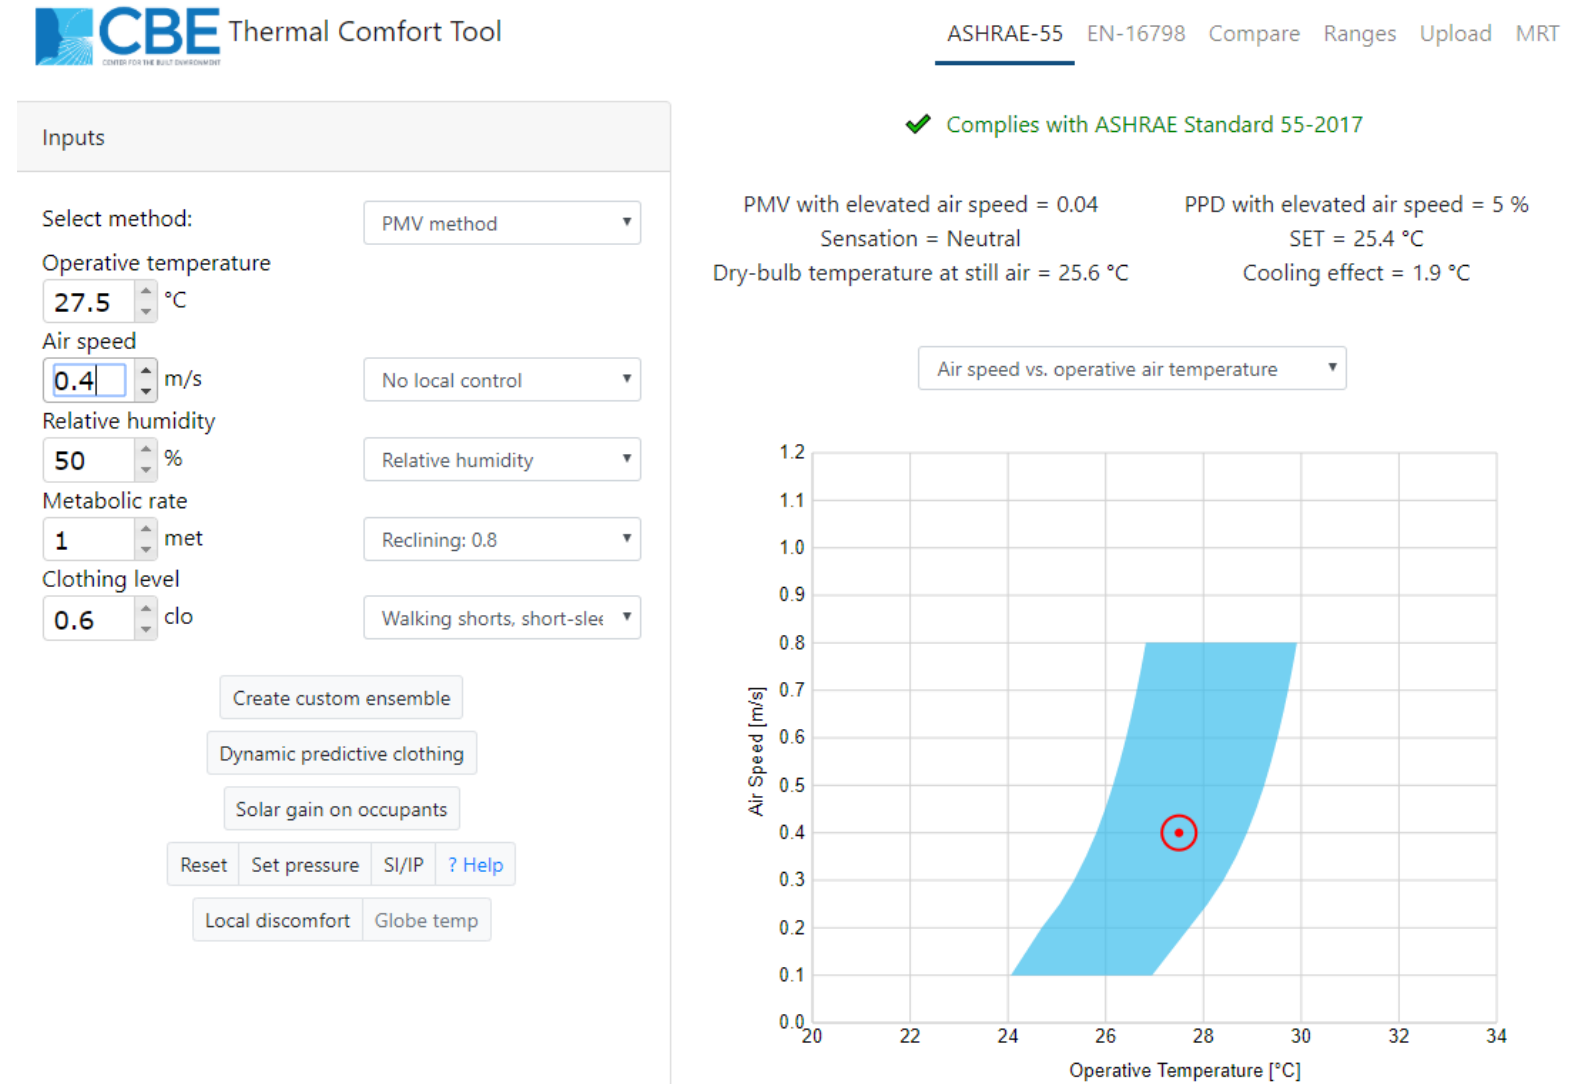 CBE Thermal Comfort Tool
CENTER FOR THE BUILT ENVIRONMENT
ASHRAE-55 EN-16798 Compare Ranges Upload MRT
Inputs
Select method: PMV method
Operative temperature
27.5 °C
Air speed
0.4 m/s No local control
Relative humidity
50 % Relative humidity
Metabolic rate
1 met Reclining: 0.8
Clothing level
0.6 clo Walking shorts, short-slee
Create custom ensemble
Dynamic predictive clothing
Solar gain on occupants
Reset Set pressure SI/IP ? Help
Local discomfort Globe temp
Complies with ASHRAE Standard 55-2017
PMV with elevated air speed = 0.04 PPD with elevated air speed = 5 %
Sensation = Neutral SET = 25.4 °C
Dry-bulb temperature at still air = 25.6 °C Cooling effect = 1.9 °C
Air speed vs. operative air temperature
1.2
1.1
1.0
0.9
0.8
0.7
0.6
0.5
0.4
0.3
0.2
0.1
0.0
Air Speed [m/s]
20 22 24 26 28 30 32 34
Operative Temperature [°C]